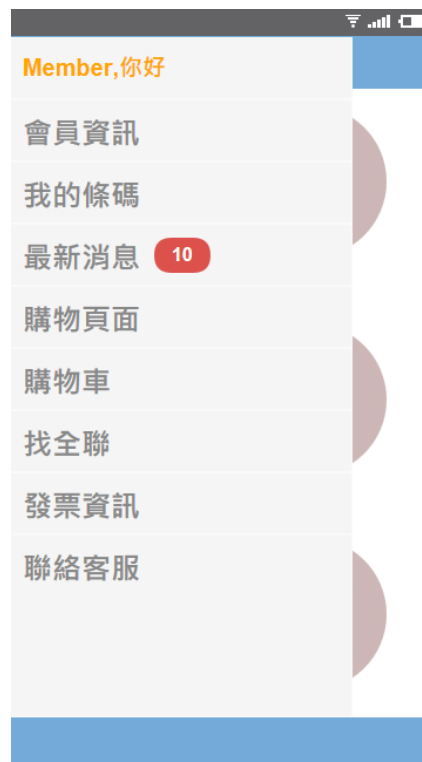 Member,你好
會員資訊
我的條碼
最新消息 10
購物頁面
購物車
找全聯
發票資訊
聯絡客服